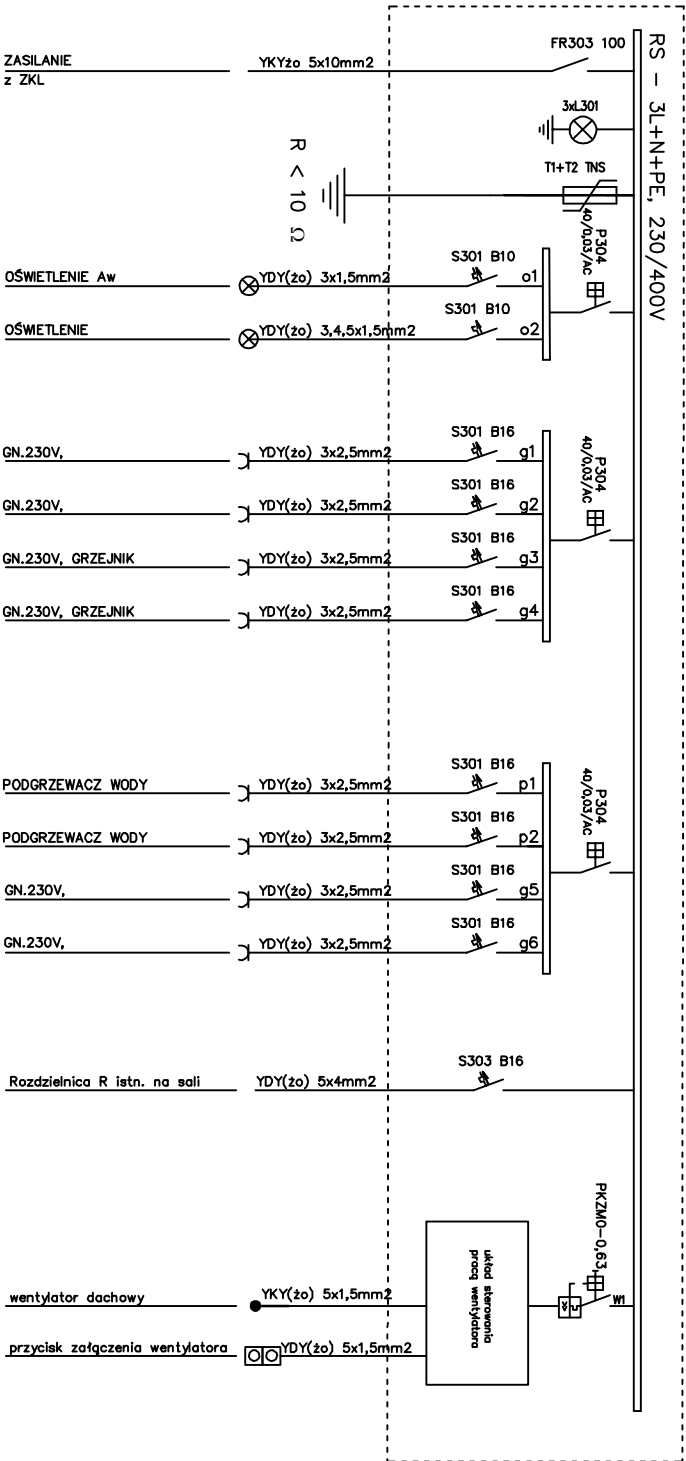 RS - 3L+N+PE, 230/400V
FR303 100
ZASILANIE
z ZKL
YKYżo 5x10mm2
3xL301
T1+T2 TNS
R < 10 Ω
P304
40/0,03/AC
OŚWIETLENIE Aw
YDY(żo) 3x1,5mm2
S301 B10
o1
OŚWIETLENIE
YDY(żo) 3,4,5x1,5mm2
S301 B10
o2
P304
40/0,03/AC
GN.230V,
YDY(żo) 3x2,5mm2
S301 B16
g1
GN.230V,
YDY(żo) 3x2,5mm2
S301 B16
g2
GN.230V, GRZEJNIK
YDY(żo) 3x2,5mm2
S301 B16
g3
GN.230V, GRZEJNIK
YDY(żo) 3x2,5mm2
S301 B16
g4
P304
40/0,03/AC
PODGRZEWACZ WODY
YDY(żo) 3x2,5mm2
S301 B16
p1
PODGRZEWACZ WODY
YDY(żo) 3x2,5mm2
S301 B16
p2
GN.230V,
YDY(żo) 3x2,5mm2
S301 B16
g5
GN.230V,
YDY(żo) 3x2,5mm2
S301 B16
g6
Rozdzielnica R istn. na sali
YDY(żo) 5x4mm2
S303 B16
PKZM0-0,63
W1
układ sterowania
pracą wentylatora
wentylator dachowy
YKY(żo) 5x1,5mm2
przycisk załączenia wentylatora
YDY(żo) 5x1,5mm2